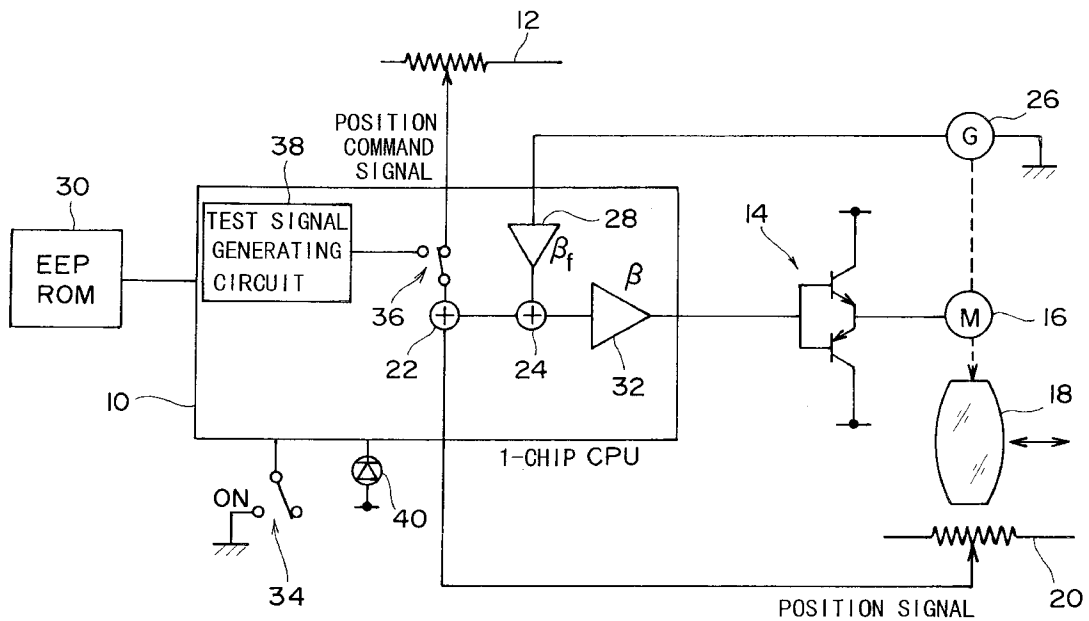 12
POSITION
COMMAND
SIGNAL
26
G
38
30
TEST SIGNAL
GENERATING
CIRCUIT
EEP
ROM
28
βf
14
β
36
+
+
M
16
22
24
32
10
18
1-CHIP CPU
ON
40
34
20
POSITION SIGNAL